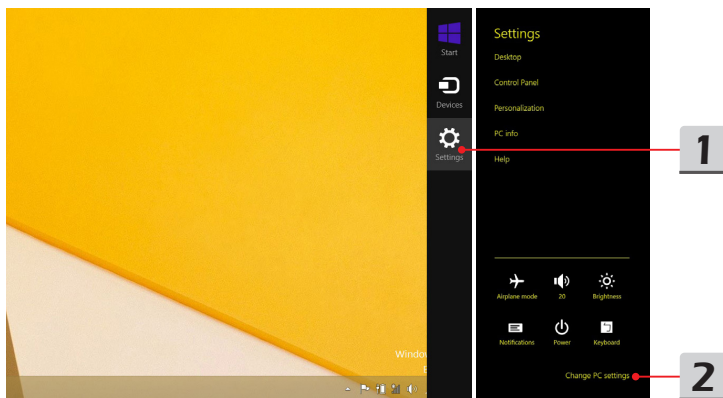 Start
Devices
Settings
Windo
Settings
Desktop
Control Panel
Personalization
PC info
Help
Airplane mode
20
Brightness
Notifications
Power
Keyboard
Change PC settings
1
2